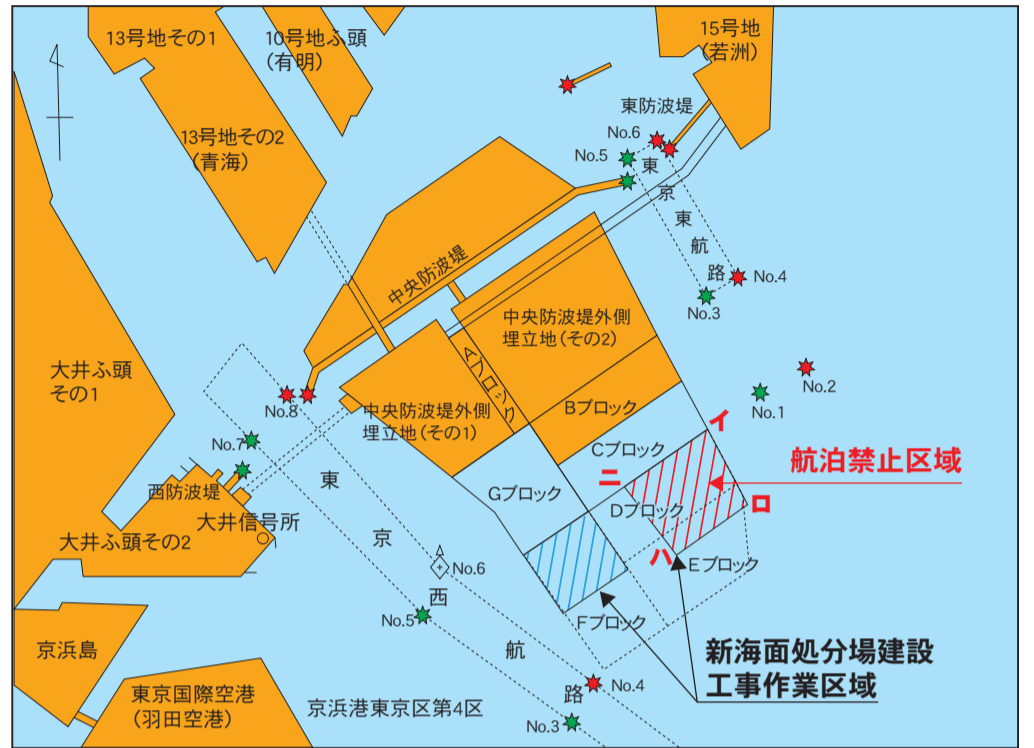 13号地その1
10号地ふ頭
(有明)
15号地
(若洲)
13号地その2
(青海)
東防波堤
No.6
No.5
東京東航路
No.4
No.3
中央防波堤
中央防波堤外側
埋立地(その2)
Aブロック
Bブロック
No.2
No.1
大井ふ頭
その1
No.8
中央防波堤外側
埋立地(その1)
No.7
西防波堤
大井信号所
大井ふ頭その2
Cブロック
イ
ニ
航泊禁止区域
Gブロック
Dブロック
ロ
ハ
Eブロック
東京西航路
No.6
No.5
Fブロック
新海面処分場建設
工事作業区域
京浜島
東京国際空港
(羽田空港)
京浜港東京区第4区
No.4
No.3